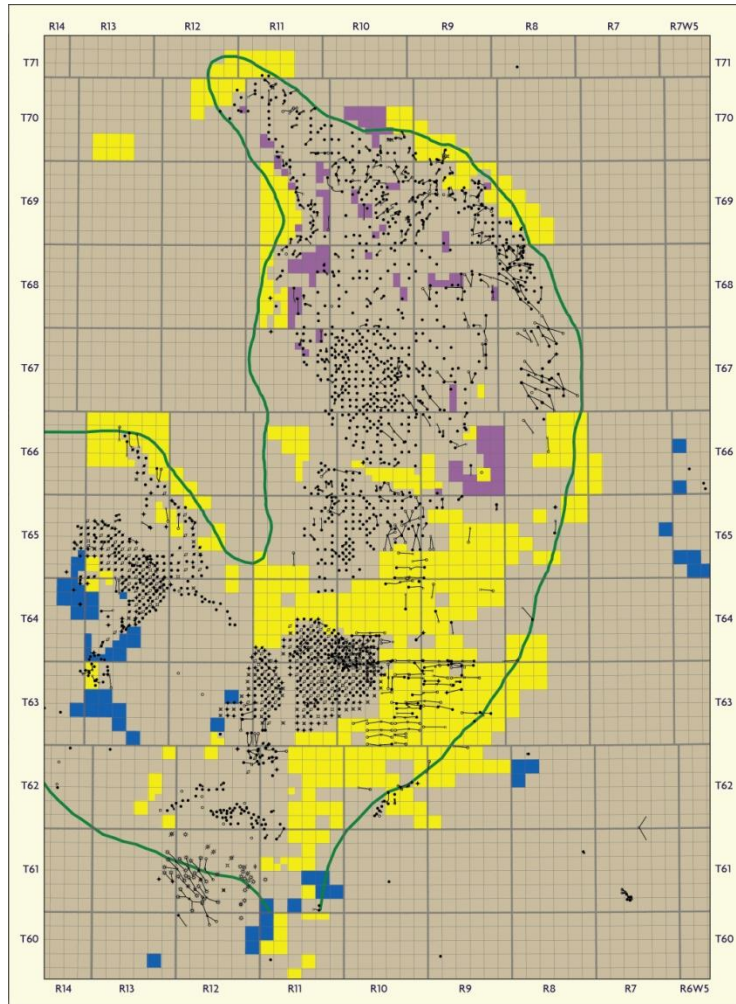 R14 R13 R12 R11 R10 R9 R8 R7 R7W5
T71 T71
T70 T70
T69 T69
T68 T68
T67 T67
T66 T66
T65 T65
T64 T64
T63 T63
T62 T62
T61 T61
T60 T60
R14 R13 R12 R11 R10 R9 R8 R7 R6W5